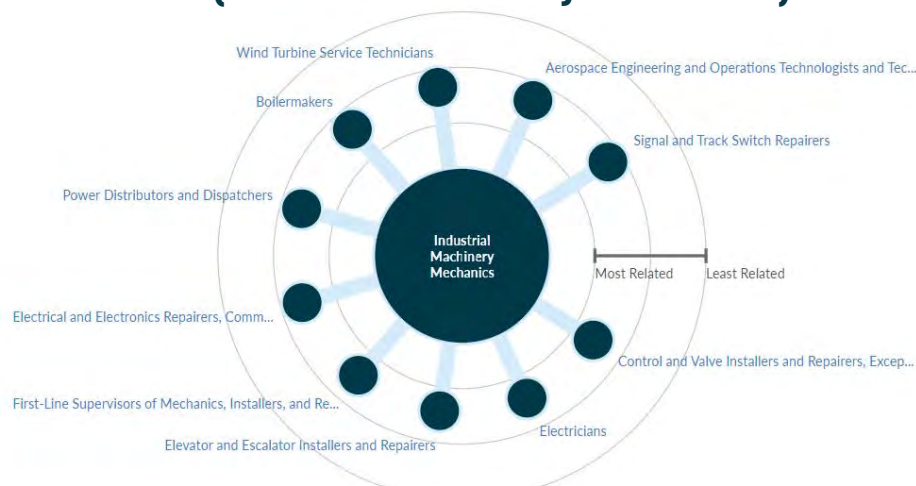 Wind Turbine Service Technicians
Aerospace Engineering and Operations Technologists and Tec...
Boilermakers
Signal and Track Switch Repairers
Power Distributors and Dispatchers
Industrial
Machinery
Mechanics
Most Related
Least Related
Electrical and Electronics Repairers, Comm...
Control and Valve Installers and Repairers, Excep...
First-Line Supervisors of Mechanics, Installers, and Re...
Electricians
Elevator and Escalator Installers and Repairers